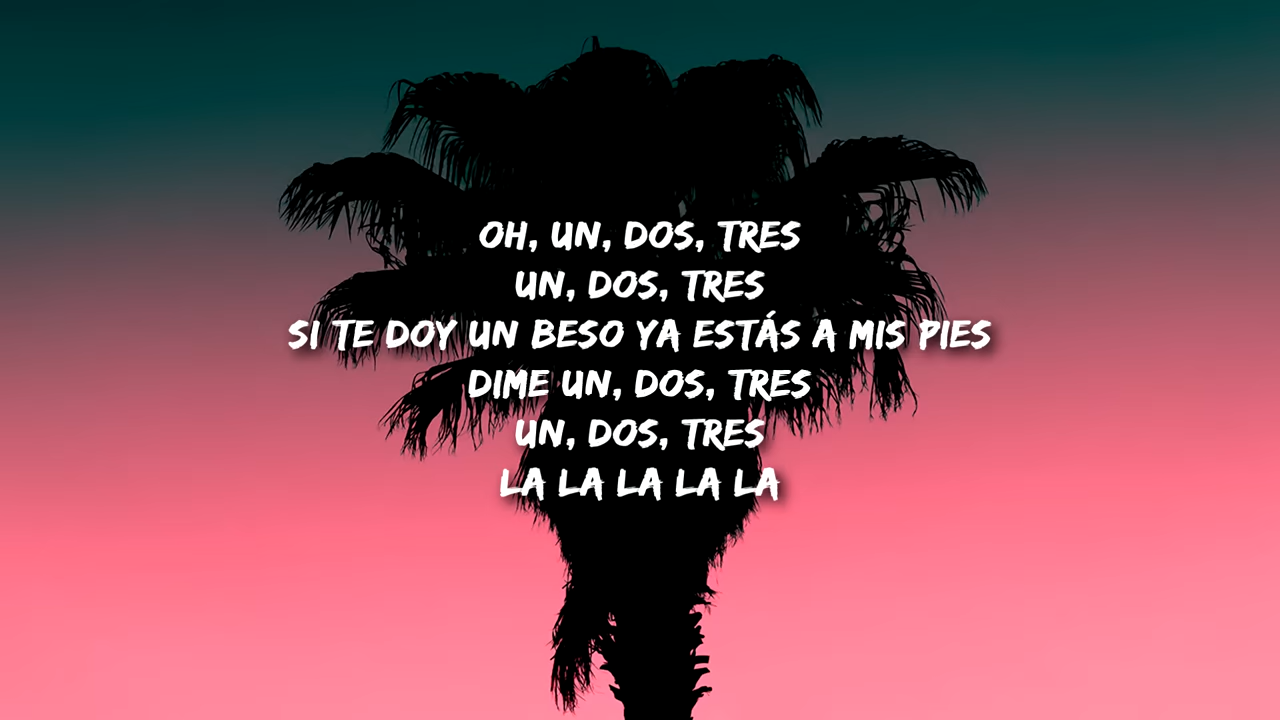 OH, UN, DOS, TRES
UN, DOS, TRES
SI TE DOY UN BESO YA ESTÁS A MIS PIES
DIME UN, DOS, TRES
UN, DOS, TRES
LA LA LA LA LA